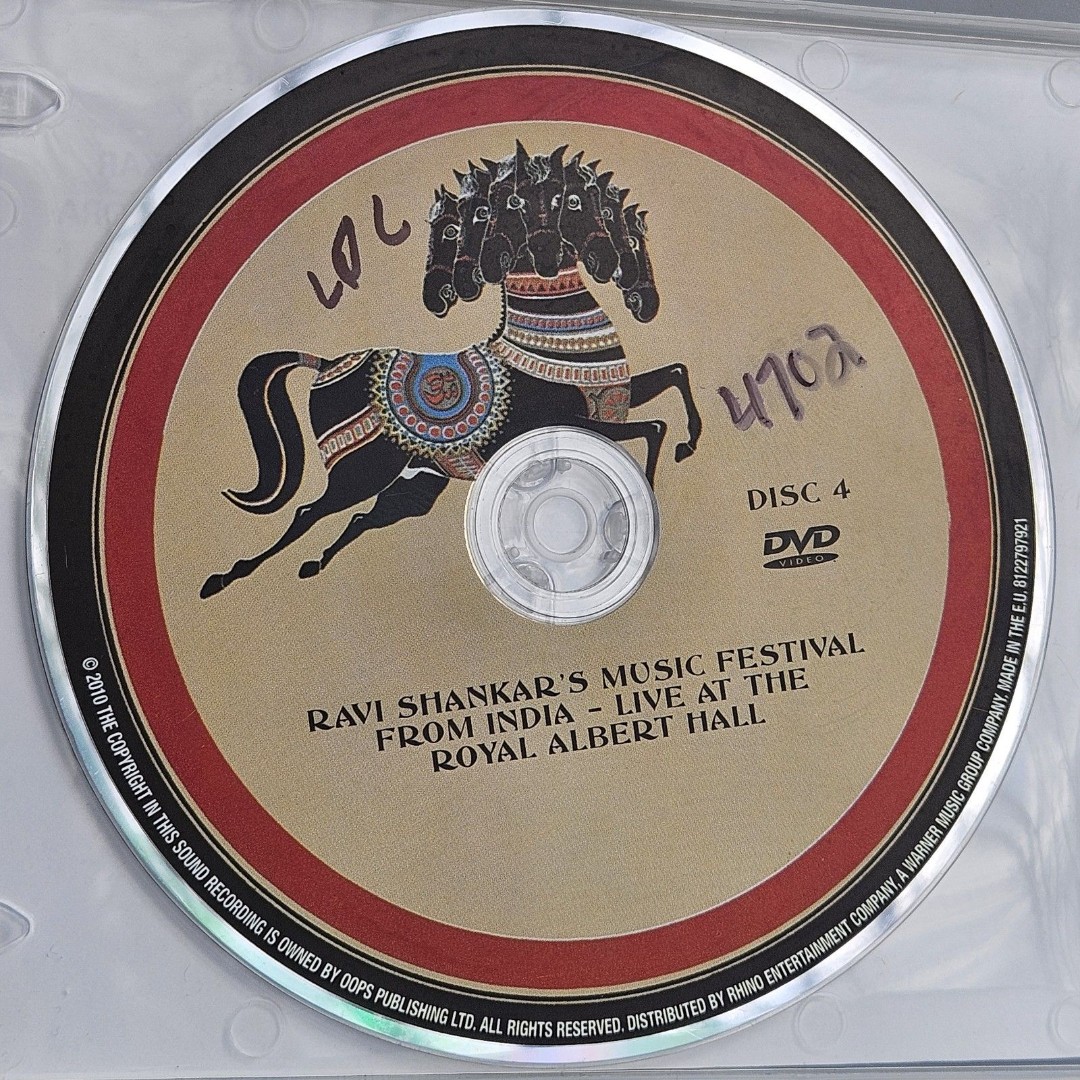 LPL
4702
DISC 4
DVD
VIDEO
RAVI SHANKAR'S MUSIC FESTIVAL
FROM INDIA – LIVE AT THE
ROYAL ALBERT HALL
© 2010 THE COPYRIGHT IN THIS SOUND RECORDING IS OWNED BY OOPS PUBLISHING LTD. ALL RIGHTS RESERVED. DISTRIBUTED BY RHINO ENTERTAINMENT COMPANY, A WARNER MUSIC GROUP COMPANY. MADE IN THE E.U. 8122797921